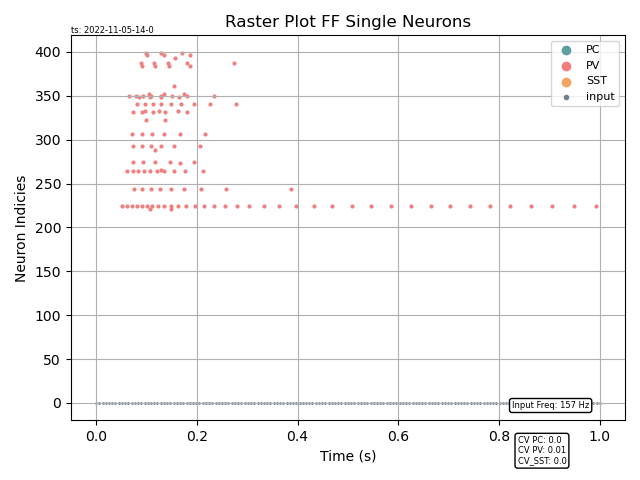 Raster Plot FF Single Neurons
ts: 2022-11-05-14-0
400
350
300
250
200
150
100
50
0
Neuron Indicies
PC
PV
SST
input
Input Freq: 157 Hz
0.0 0.2 0.4 0.6 0.8 1.0
Time (s)
CV PC: 0.0
CV PV: 0.01
CV_SST: 0.0